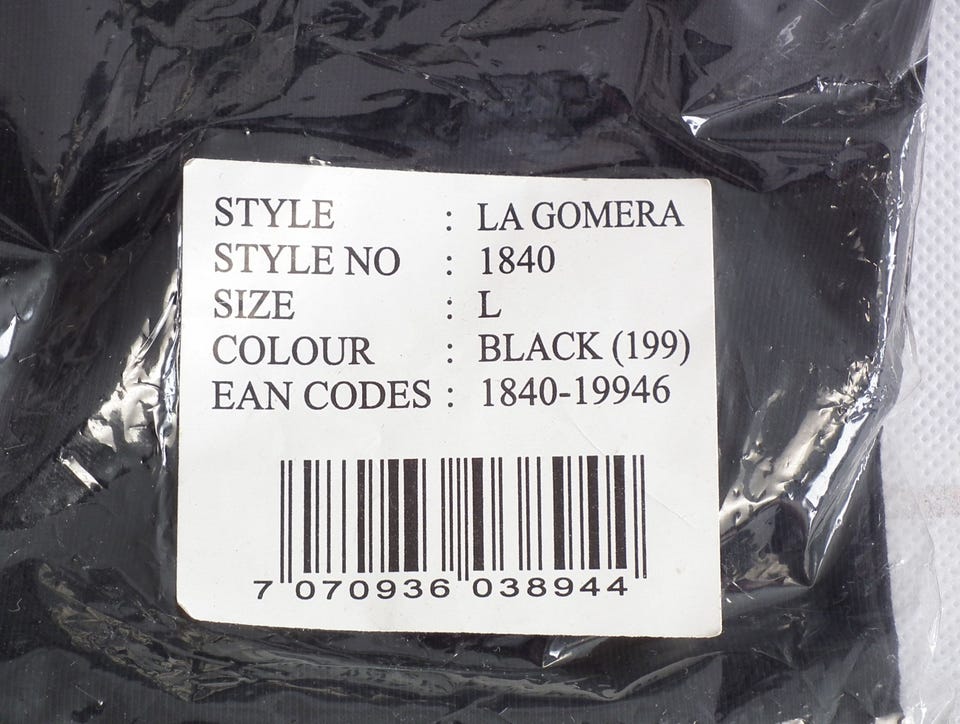 STYLE : LA GOMERA
STYLE NO : 1840
SIZE : L
COLOUR : BLACK (199)
EAN CODES : 1840-19946
7 070936 038944